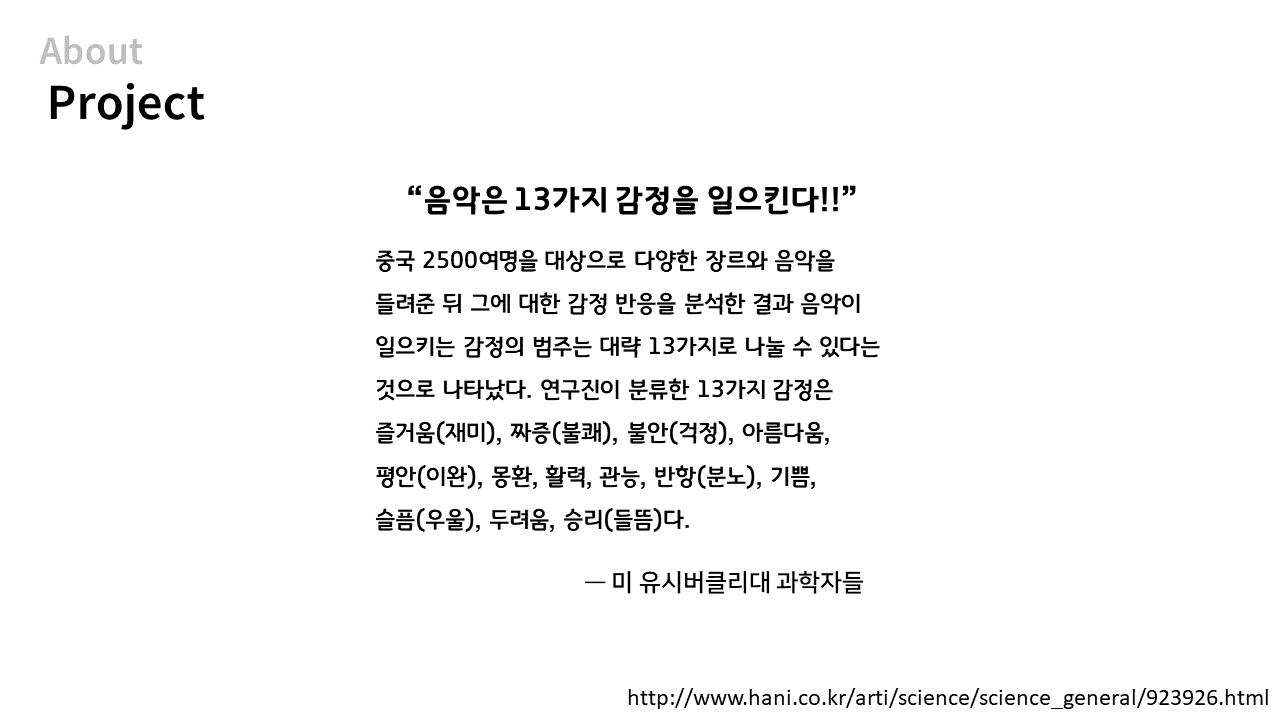 About
Project
“음악은 13가지 감정을 일으킨다!!”
중국 2500여명을 대상으로 다양한 장르와 음악을
들려준 뒤 그에 대한 감정 반응을 분석한 결과 음악이
일으키는 감정의 범주는 대략 13가지로 나눌 수 있다는
것으로 나타났다. 연구진이 분류한 13가지 감정은
즐거움(재미), 짜증(불쾌), 불안(걱정), 아름다움,
평안(이완), 몽환, 활력, 관능, 반항(분노), 기쁨,
슬픔(우울), 두려움, 승리(들뜸)다.
— 미 유시버클리대 과학자들
http://www.hani.co.kr/arti/science/science_general/923926.html